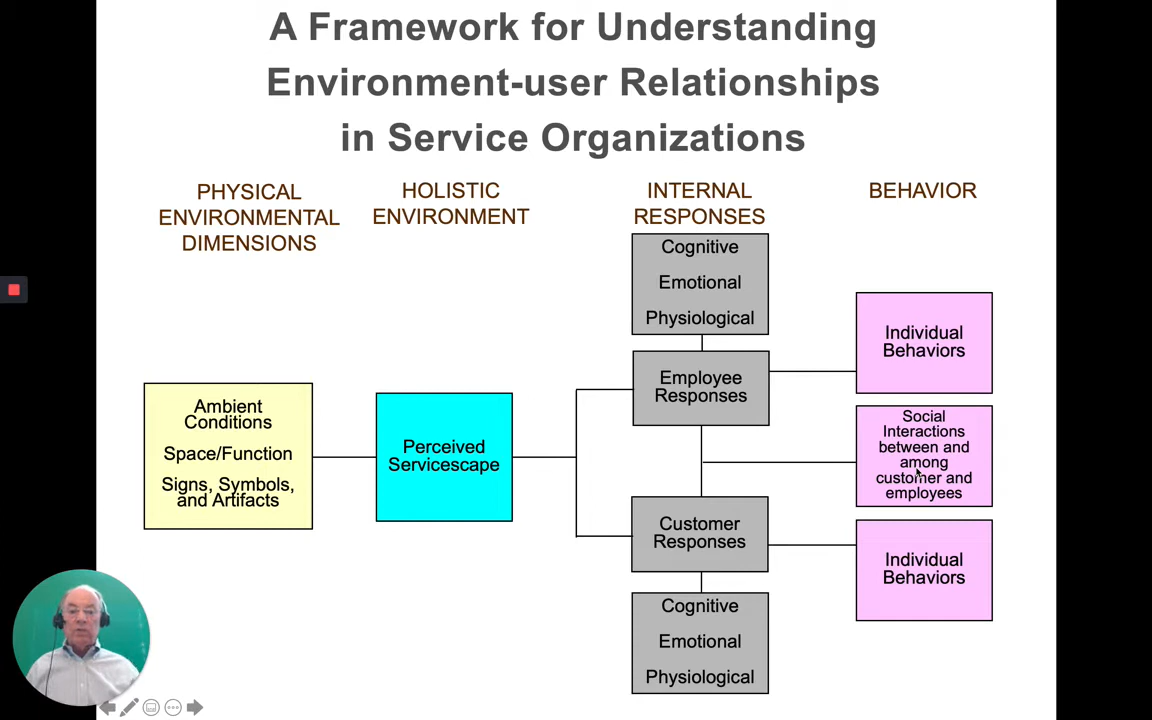 A Framework for Understanding
Environment-user Relationships
in Service Organizations
PHYSICAL
ENVIRONMENTAL
DIMENSIONS
HOLISTIC
ENVIRONMENT
INTERNAL
RESPONSES
BEHAVIOR
Ambient
Conditions
Space/Function
Signs, Symbols,
and Artifacts
Perceived
Servicescape
Cognitive
Emotional
Physiological
Employee
Responses
Customer
Responses
Cognitive
Emotional
Physiological
Individual
Behaviors
Social
Interactions
between and
among
customer and
employees
Individual
Behaviors